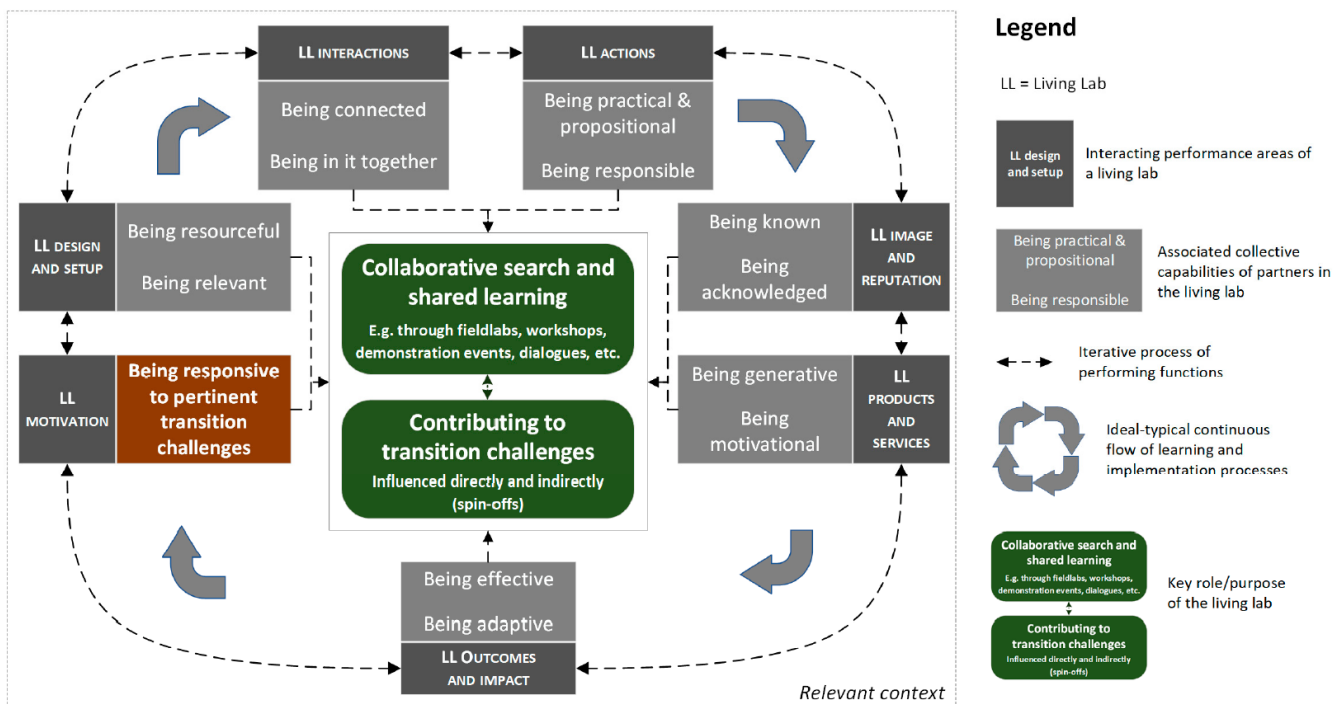 LL INTERACTIONS
Being connected
Being in it together
LL ACTIONS
Being practical &
propositional
Being responsible
LL DESIGN
AND SETUP
Being resourceful
Being relevant
Being known
Being
acknowledged
LL IMAGE
AND
REPUTATION
Collaborative search and
shared learning
E.g. through fieldlabs, workshops,
demonstration events, dialogues, etc.
LL
MOTIVATION
Being responsive
to pertinent
transition
challenges
Contributing to
transition challenges
Influenced directly and indirectly
(spin-offs)
Being generative
Being
motivational
LL
PRODUCTS
AND
SERVICES
Being effective
Being adaptive
LL OUTCOMES
AND IMPACT
Relevant context
Legend
LL = Living Lab
LL design
and setup
Interacting performance areas of
a living lab
Being practical &
propositional
Being responsible
Associated collective
capabilities of partners in
the living lab
Iterative process of
performing functions
Ideal-typical continuous
flow of learning and
implementation processes
Collaborative search and
shared learning
E.g. through fieldlabs, workshops,
demonstration events, dialogues, etc.
Contributing to
transition challenges
Influenced directly and indirectly
(spin-offs)
Key role/purpose
of the living lab